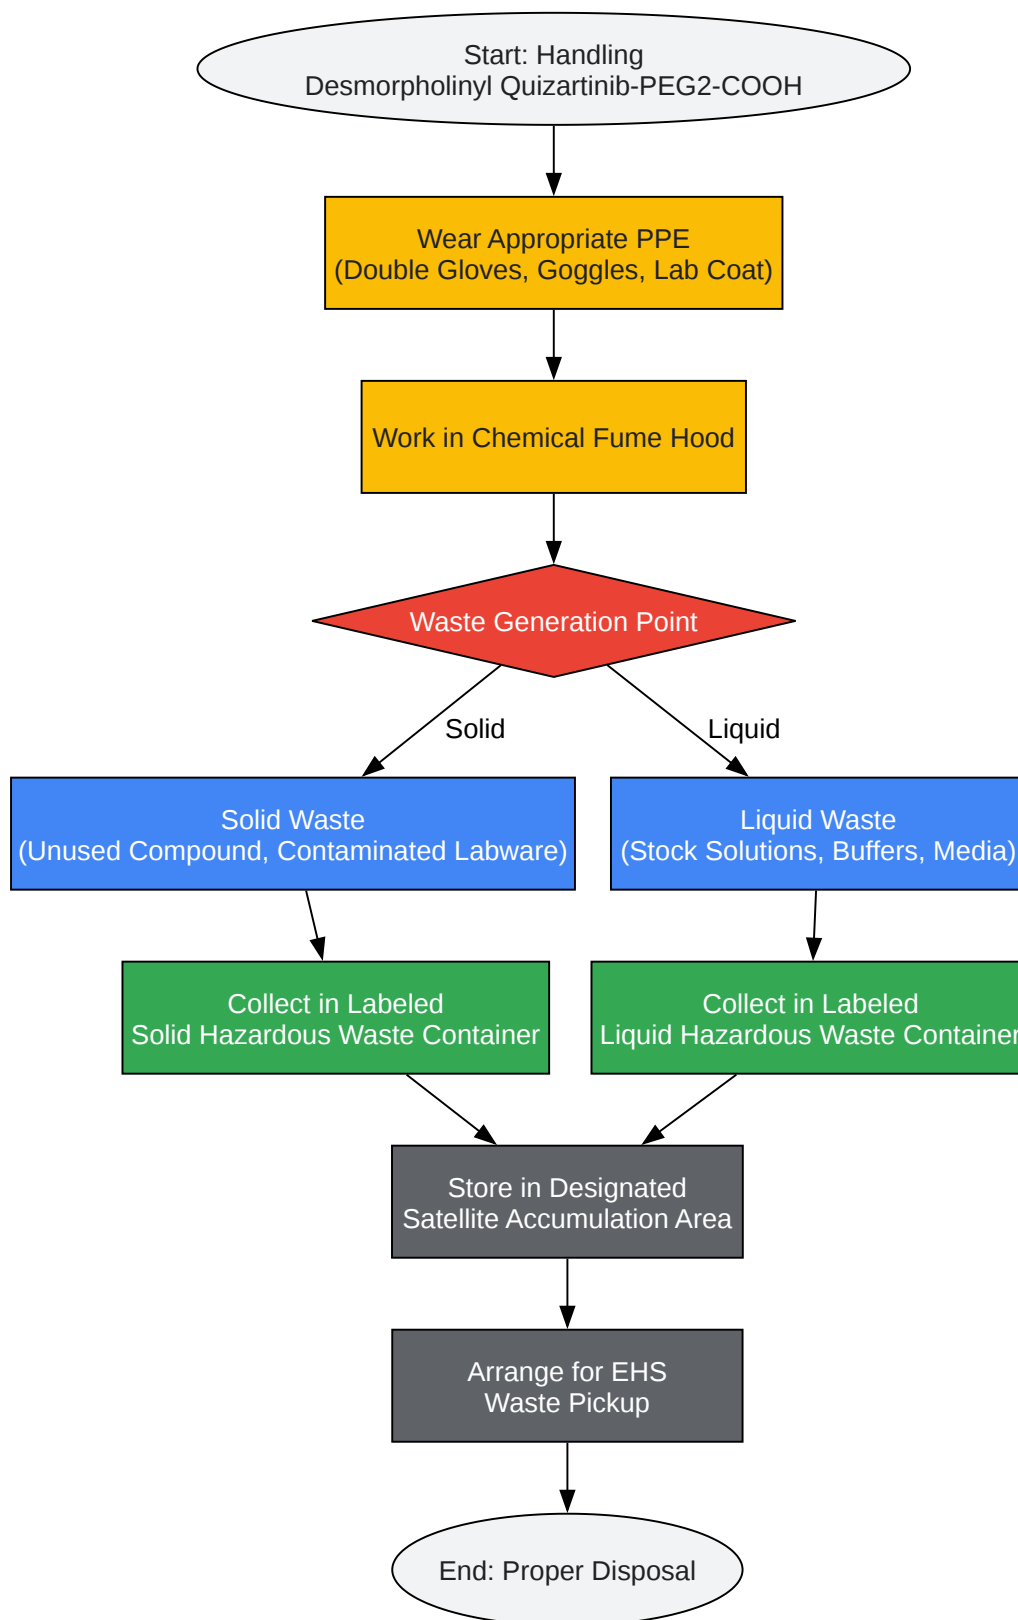 Start: Handling
Desmorpholinyl Quizartinib-PEG2-COOH
Wear Appropriate PPE
(Double Gloves, Goggles, Lab Coat)
Work in Chemical Fume Hood
Waste Generation Point
Solid
Liquid
Solid Waste
(Unused Compound, Contaminated Labware)
Liquid Waste
(Stock Solutions, Buffers, Media)
Collect in Labeled
Solid Hazardous Waste Container
Collect in Labeled
Liquid Hazardous Waste Container
Store in Designated
Satellite Accumulation Area
Arrange for EHS
Waste Pickup
End: Proper Disposal